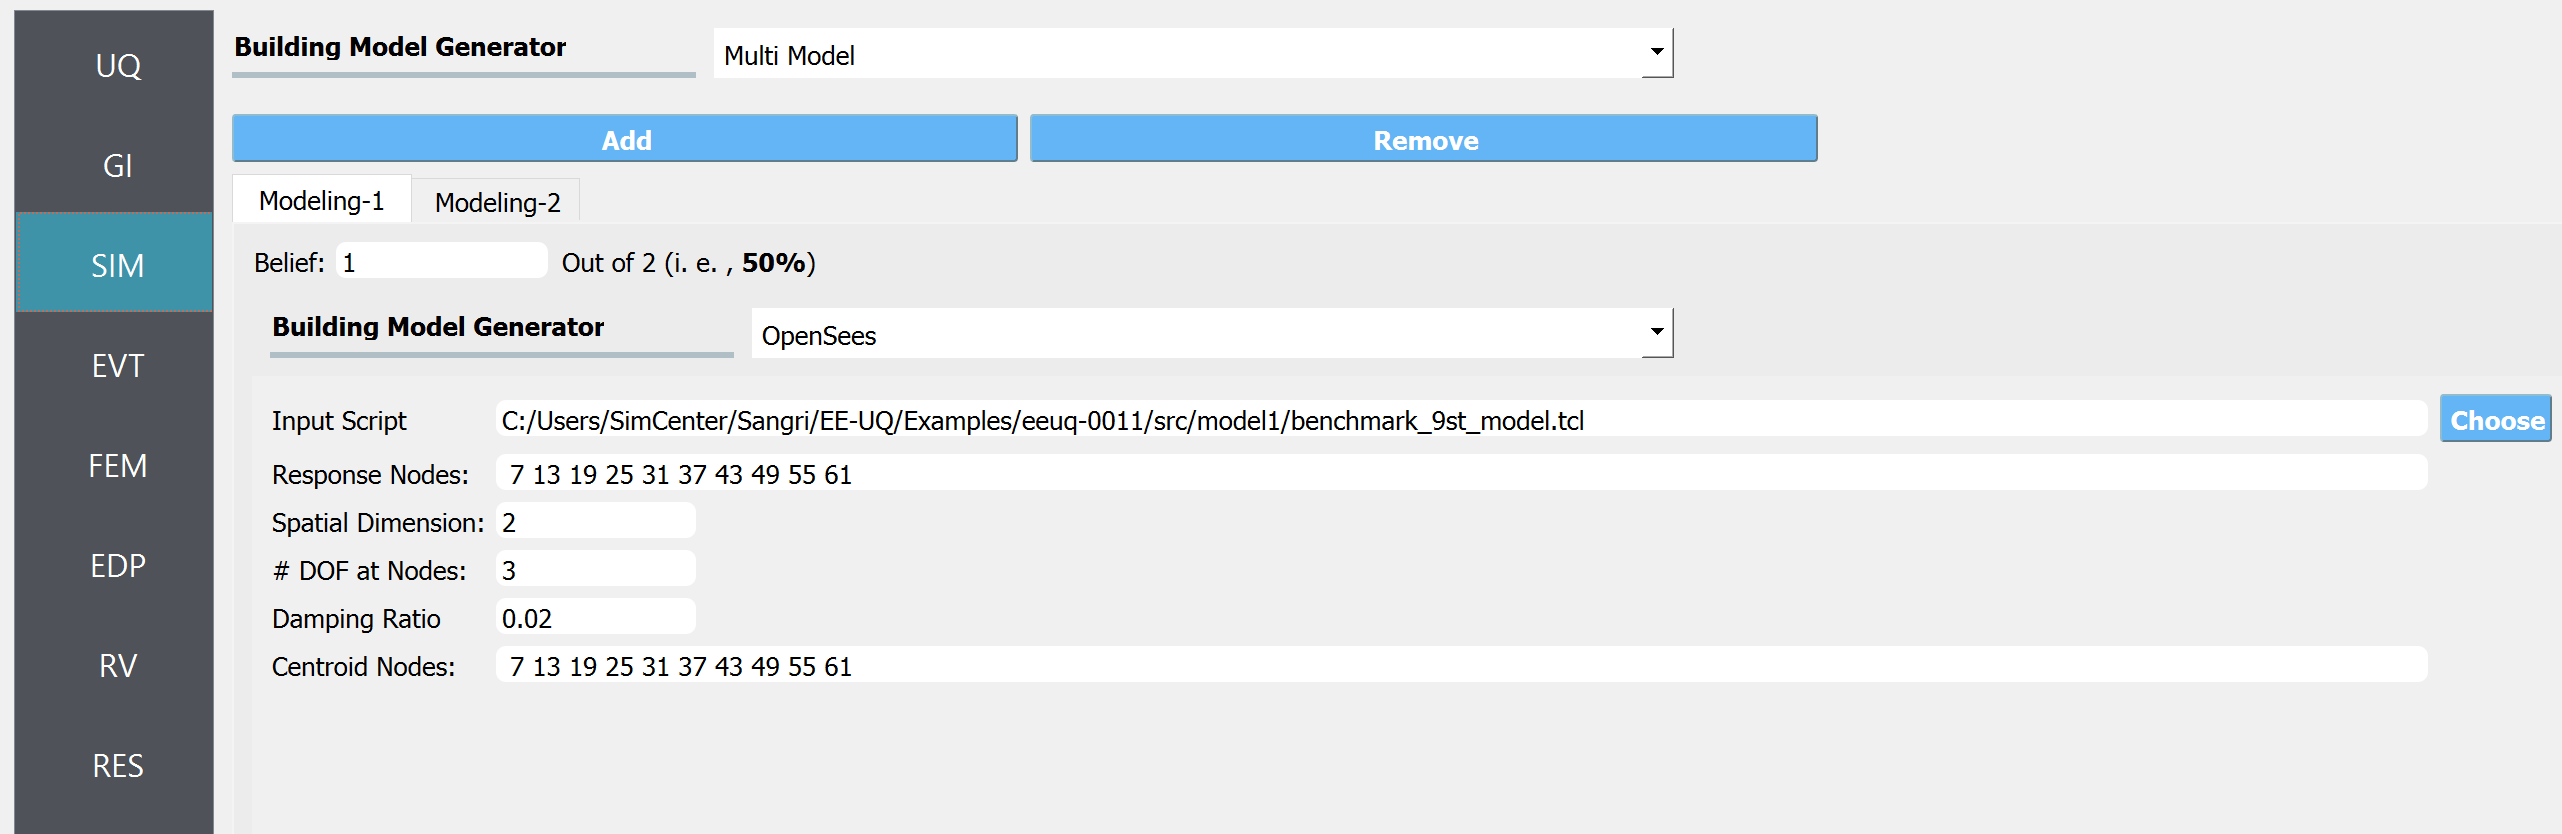 UQ
GI
SIM
EVT
FEM
EDP
RV
RES
Building Model Generator Multi Model
Add Remove
Modeling-1 Modeling-2
Belief: 1 Out of 2 (i. e. , 50%)
Building Model Generator OpenSees
Input Script C:/Users/SimCenter/Sangri/EE-UQ/Examples/eeuq-0011/src/model1/benchmark_9st_model.tcl Choose
Response Nodes: 7 13 19 25 31 37 43 49 55 61
Spatial Dimension: 2
# DOF at Nodes: 3
Damping Ratio 0.02
Centroid Nodes: 7 13 19 25 31 37 43 49 55 61